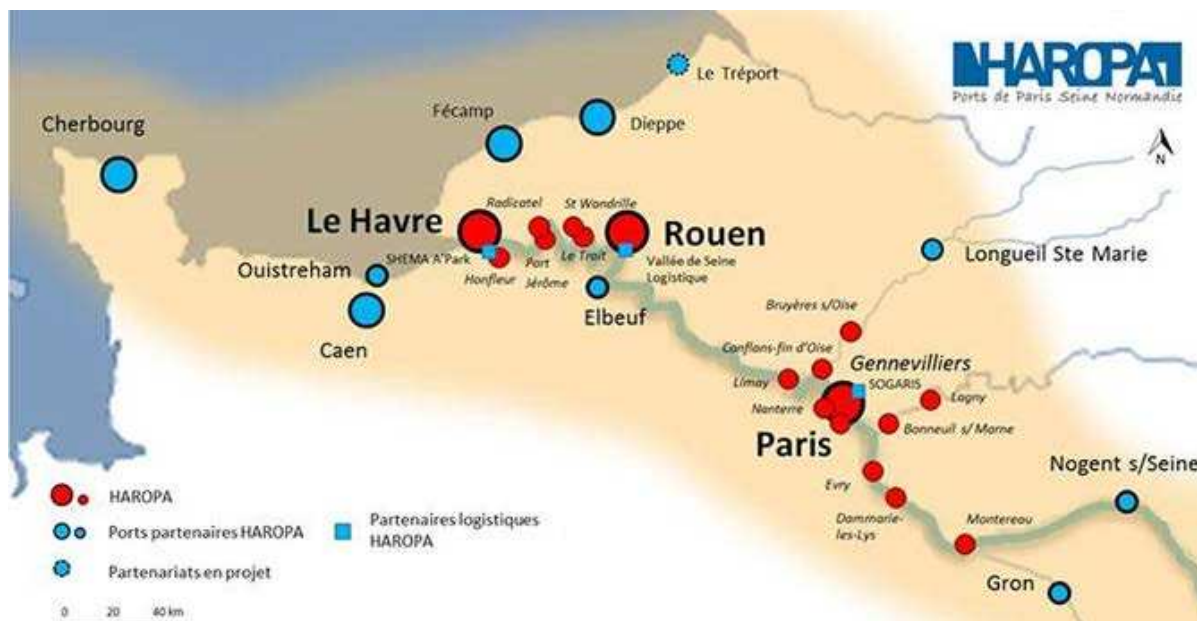 HAROPA
Ports de Paris Seine Normandie
N
Le Tréport
Cherbourg
Fécamp
Dieppe
Radicatel
St Wandrille
Le Havre
Rouen
SHEMA A'Park
Ouistreham
Honfleur
Port
Jérôme
Le Trait
Vallée de Seine
Logistique
Longueil Ste Marie
Elbeuf
Caen
Bruyères s/Oise
Conflans-fin d'Oise
Gennevilliers
Limay
SOGARIS
Nanterre
Lagny
Bonneuil s/ Marne
Paris
Evry
Nogent s/Seine
Dammarie-
les-Lys
Montereau
Gron
HAROPA
Ports partenaires HAROPA
Partenaires logistiques
HAROPA
Partenariats en projet
0 20 40 km